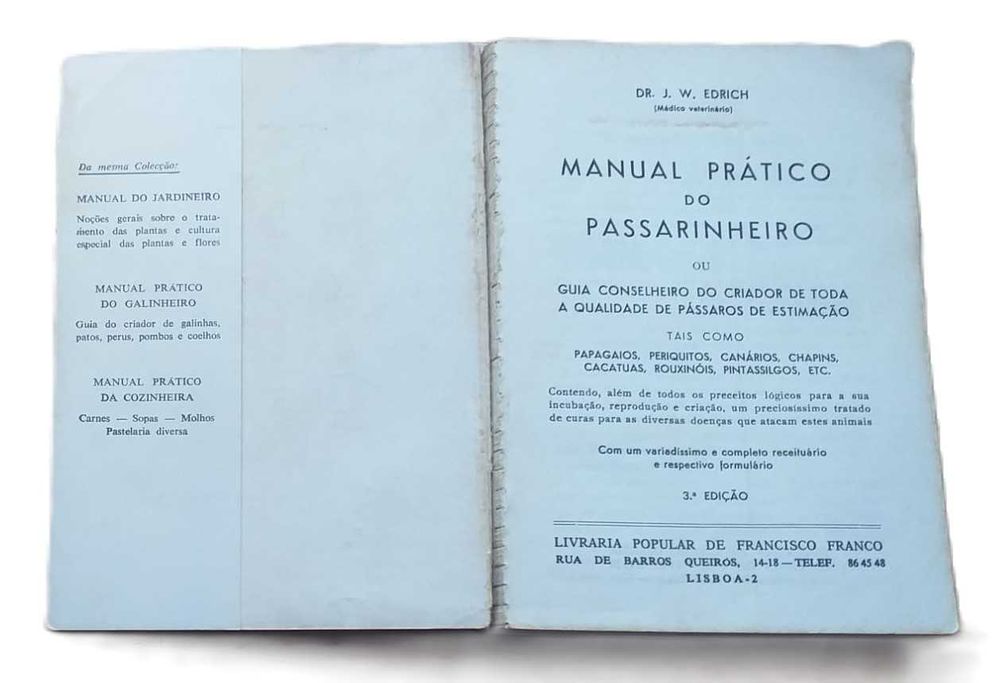 Da mesma Colecção:
MANUAL DO JARDINEIRO
Noções gerais sobre o trata-
mento das plantas e cultura
especial das plantas e flores
MANUAL PRÁTICO
DO GALINHEIRO
Guia do criador de galinhas,
patos, perus, pombos e coelhos
MANUAL PRÁTICO
DA COZINHEIRA
Carnes — Sopas — Molhos
Pastelaria diversa
DR. J. W. EDRICH
(Médico veterinário)
MANUAL PRÁTICO
DO
PASSARINHEIRO
OU
GUIA CONSELHEIRO DO CRIADOR DE TODA
A QUALIDADE DE PÁSSAROS DE ESTIMAÇÃO
TAIS COMO
PAPAGAIOS, PERIQUITOS, CANÁRIOS, CHAPINS,
CACATUAS, ROUXINÓIS, PINTASSILGOS, ETC.
Contendo, além de todos os preceitos lógicos para a sua
incubação, reprodução e criação, um preciosíssimo tratado
de curas para as diversas doenças que atacam estes animais
Com um variadíssimo e completo receituário
e respectivo formulário
3.ª EDIÇÃO
LIVRARIA POPULAR DE FRANCISCO FRANCO
RUA DE BARROS QUEIROS, 14-18 — TELEF. 86 45 48
LISBOA-2